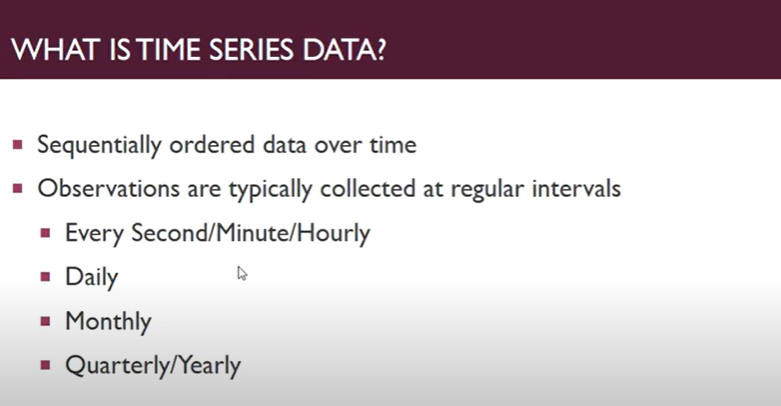 WHAT IS TIME SERIES DATA?
Sequentially ordered data over time
Observations are typically collected at regular intervals
Every Second/Minute/Hourly
Daily
Monthly
Quarterly/Yearly